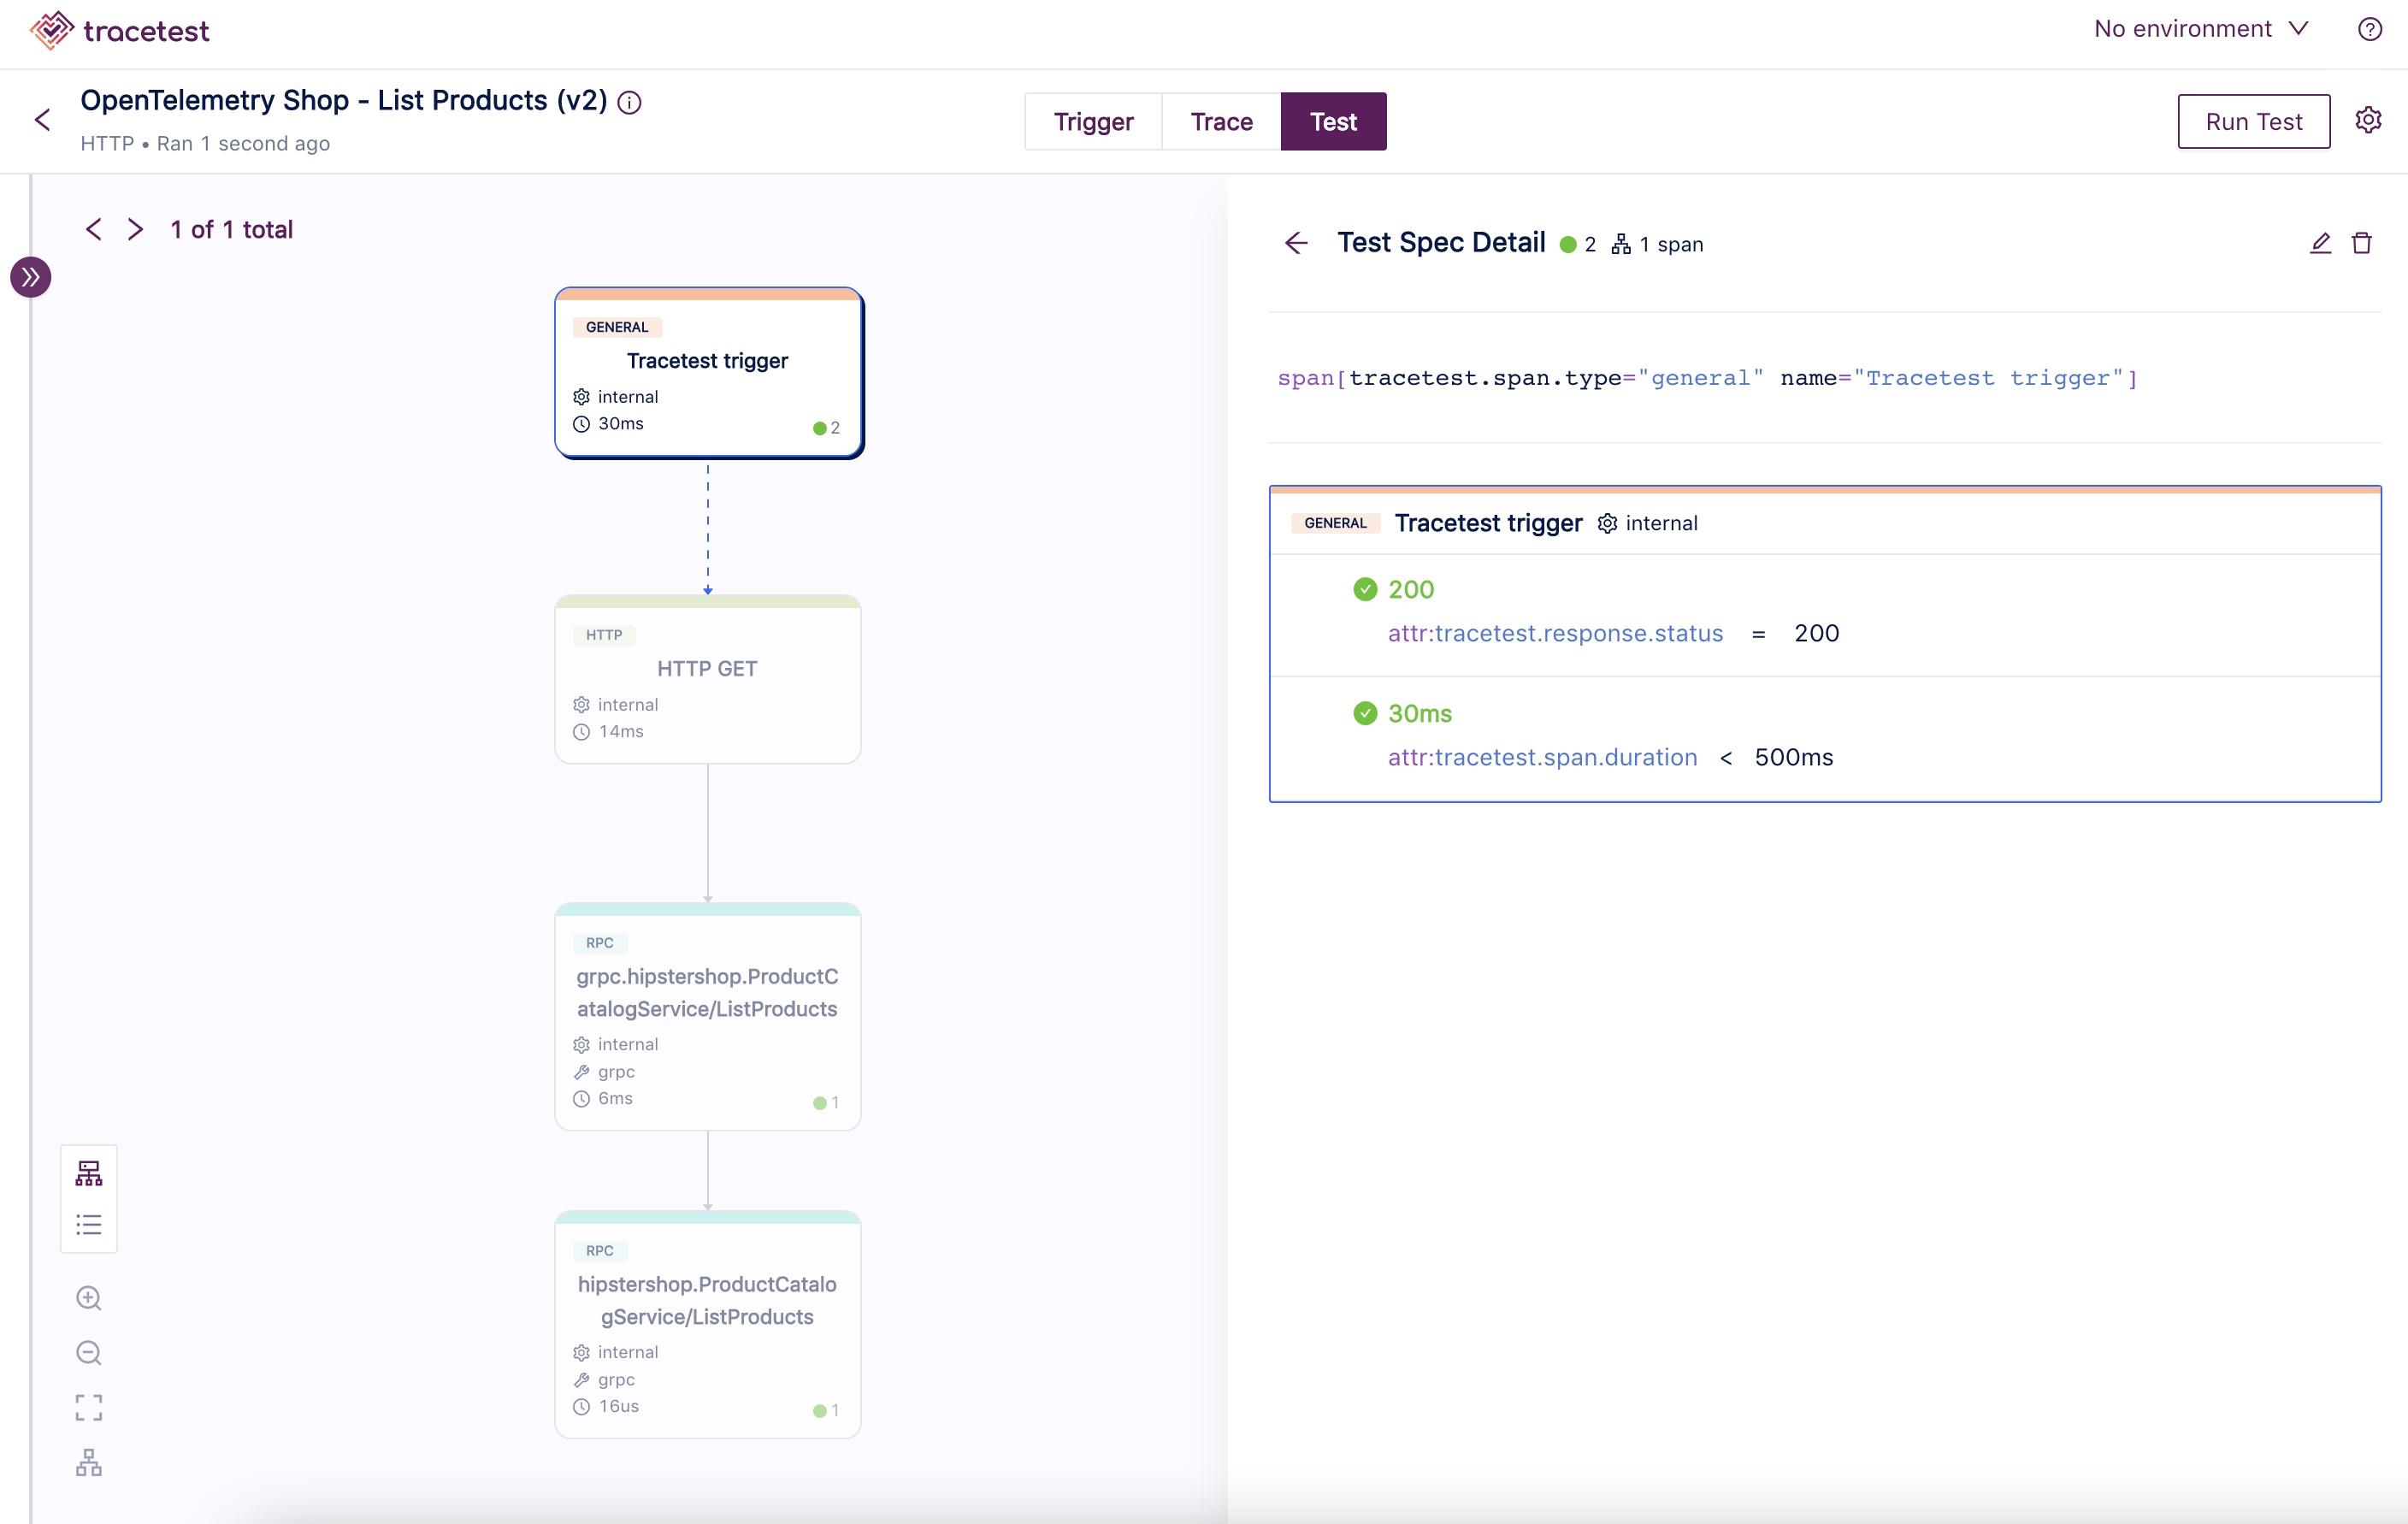 tracetest
No environment
OpenTelemetry Shop - List Products (v2)
HTTP • Ran 1 second ago
Trigger
Trace
Test
Run Test
1 of 1 total
GENERAL
Tracetest trigger
internal
30ms
2
HTTP
HTTP GET
internal
14ms
RPC
grpc.hipstershop.ProductC
atalogService/ListProducts
internal
grpc
6ms
1
RPC
hipstershop.ProductCatalo
gService/ListProducts
internal
grpc
16us
1
Test Spec Detail 2 1 span
span[tracetest.span.type="general" name="Tracetest trigger"]
GENERAL Tracetest trigger internal
200
attr:tracetest.response.status = 200
30ms
attr:tracetest.span.duration < 500ms